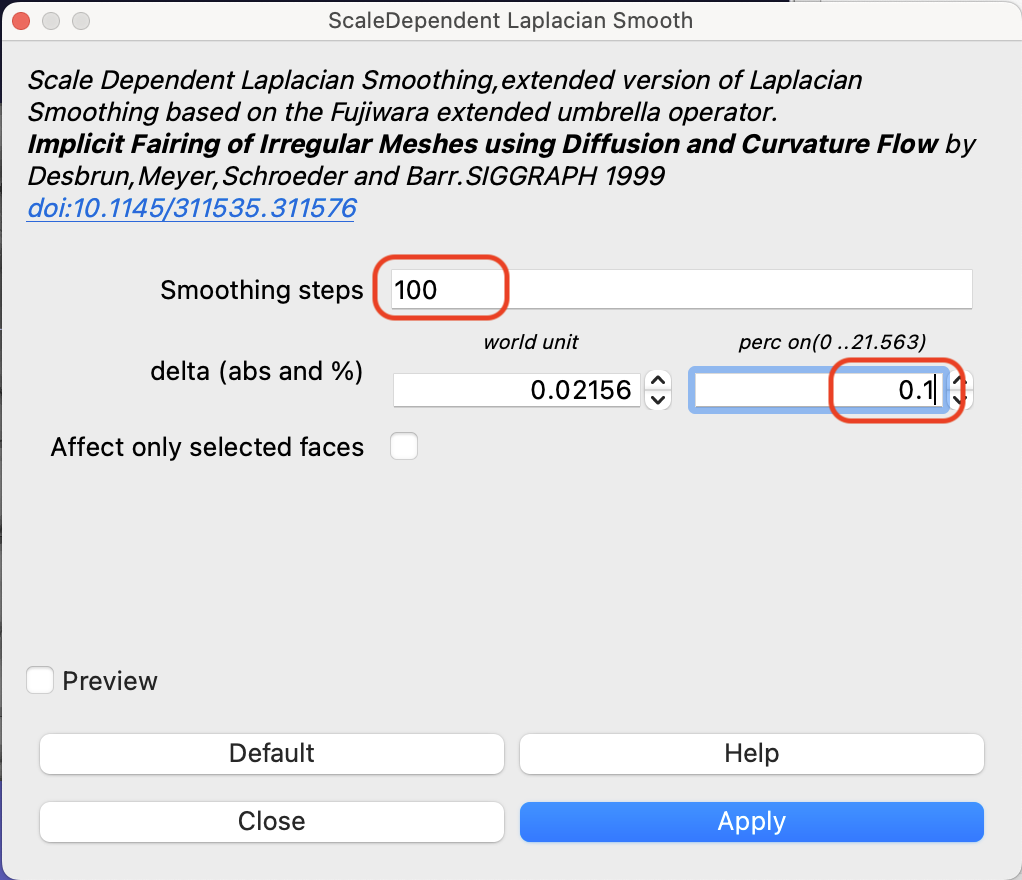 ScaleDependent Laplacian Smooth
Scale Dependent Laplacian Smoothing,extended version of Laplacian
Smoothing based on the Fujiwara extended umbrella operator.
Implicit Fairing of Irregular Meshes using Diffusion and Curvature Flow by
Desbrun,Meyer,Schroeder and Barr.SIGGRAPH 1999
doi:10.1145/311535.311576
Smoothing steps 100
world unit perc on(0 ..21.563)
delta (abs and %) 0.02156 0.1
Affect only selected faces
Preview
Default Help
Close Apply